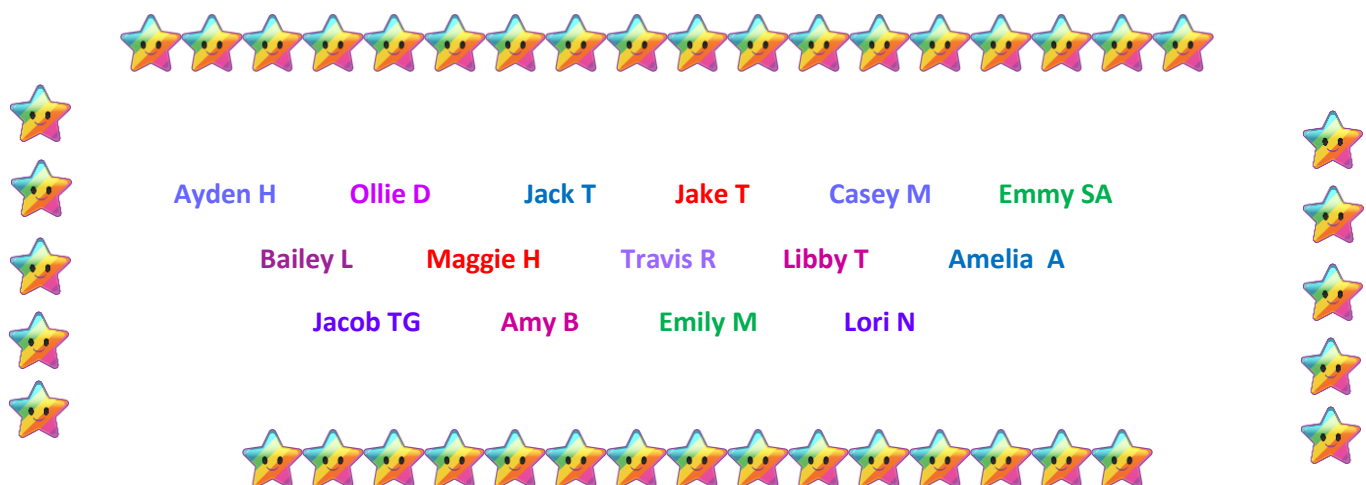 Ayden H Ollie D Jack T Jake T Casey M Emmy SA
Bailey L Maggie H Travis R Libby T Amelia A
Jacob TG Amy B Emily M Lori N